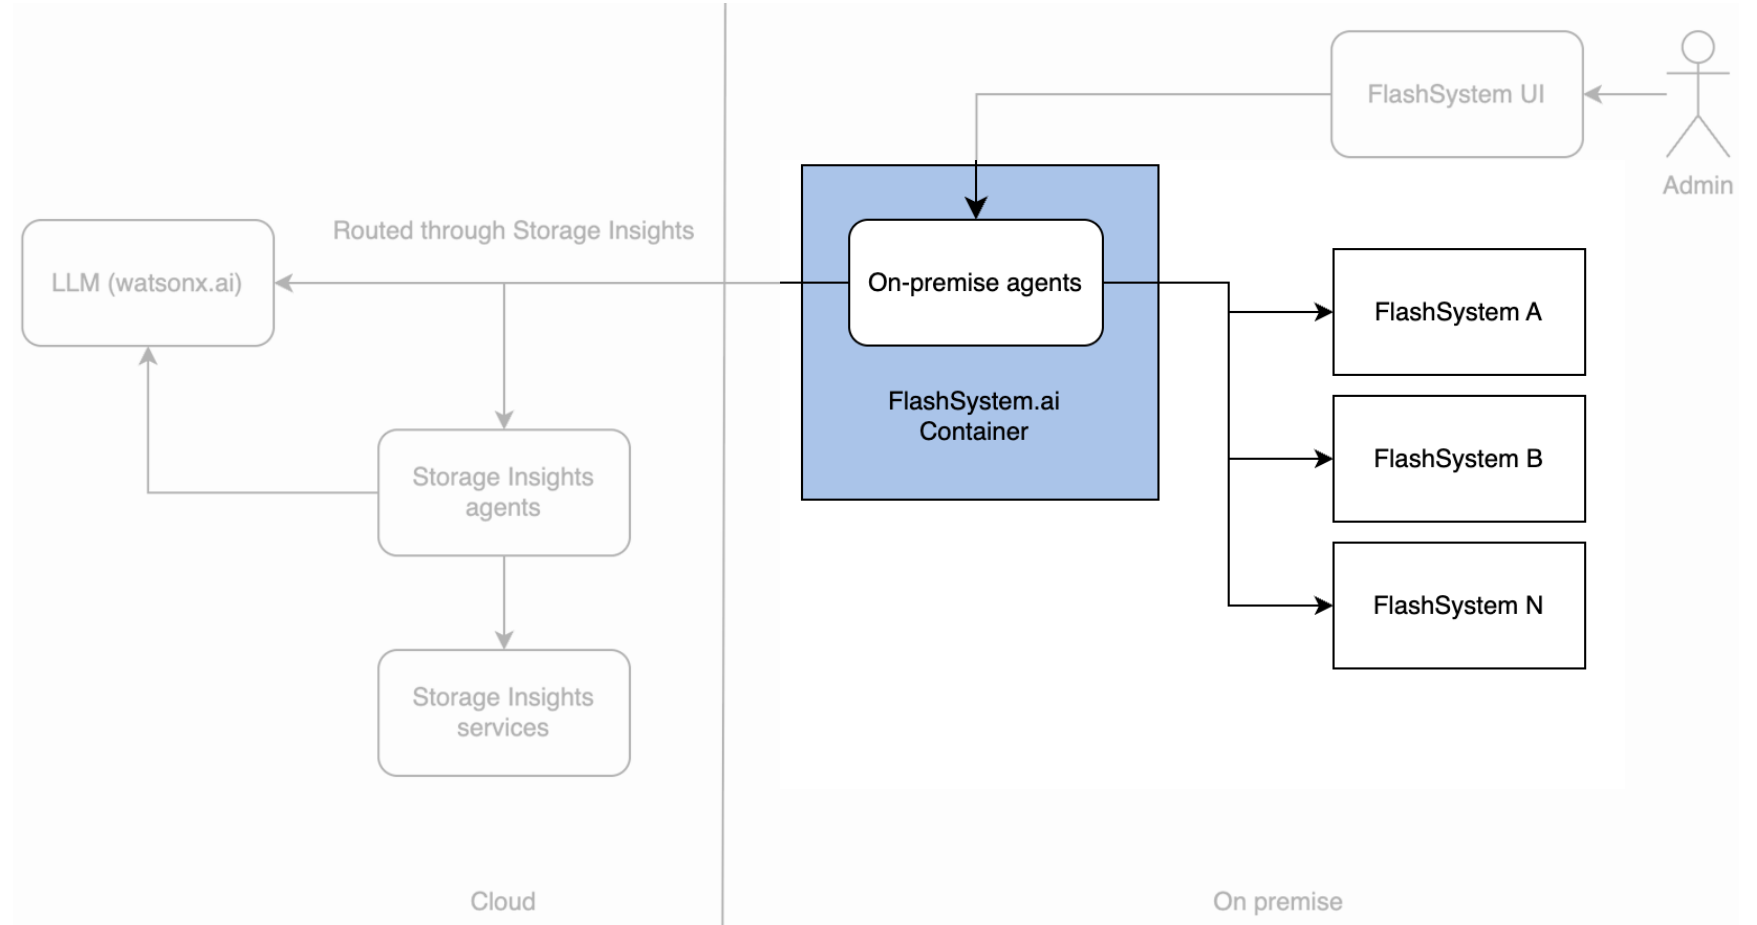 FlashSystem UI
Admin
Routed through Storage Insights
LLM (watsonx.ai)
On-premise agents
FlashSystem.ai
Container
FlashSystem A
FlashSystem B
FlashSystem N
Storage Insights
agents
Storage Insights
services
Cloud
On premise